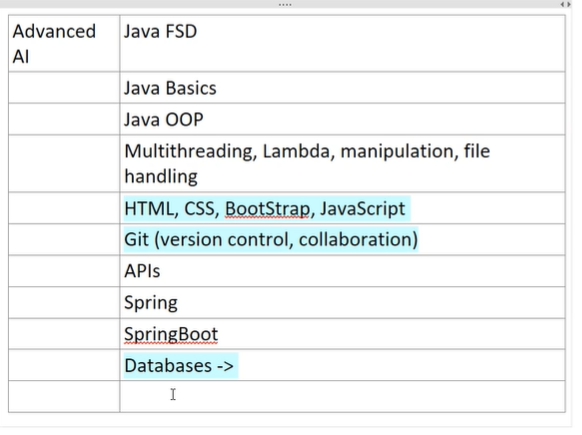 Advanced
AI
Java FSD
Java Basics
Java OOP
Multithreading, Lambda, manipulation, file
handling
HTML, CSS, BootStrap, JavaScript
Git (version control, collaboration)
APIs
Spring
SpringBoot
Databases ->